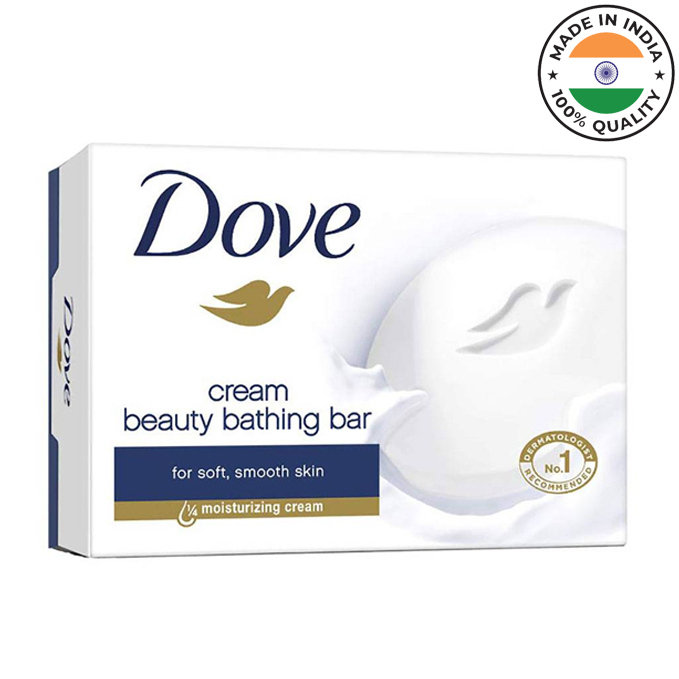 MADE IN INDIA
100% QUALITY
Dove
Dove
cream
beauty bathing bar
for soft, smooth skin
¼ moisturizing cream
DERMATOLOGIST
No.1
RECOMMENDED